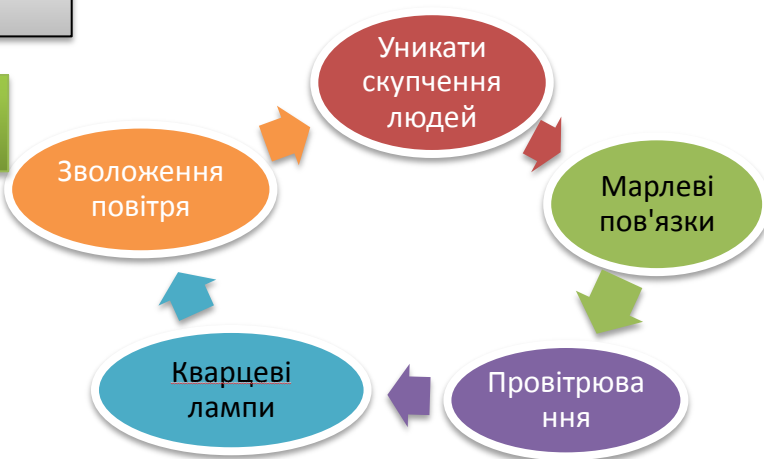 Уникати
скупчення
людей
Марлеві
пов'язки
Провітрюва
ння
Кварцеві
лампи
Зволоження
повітря